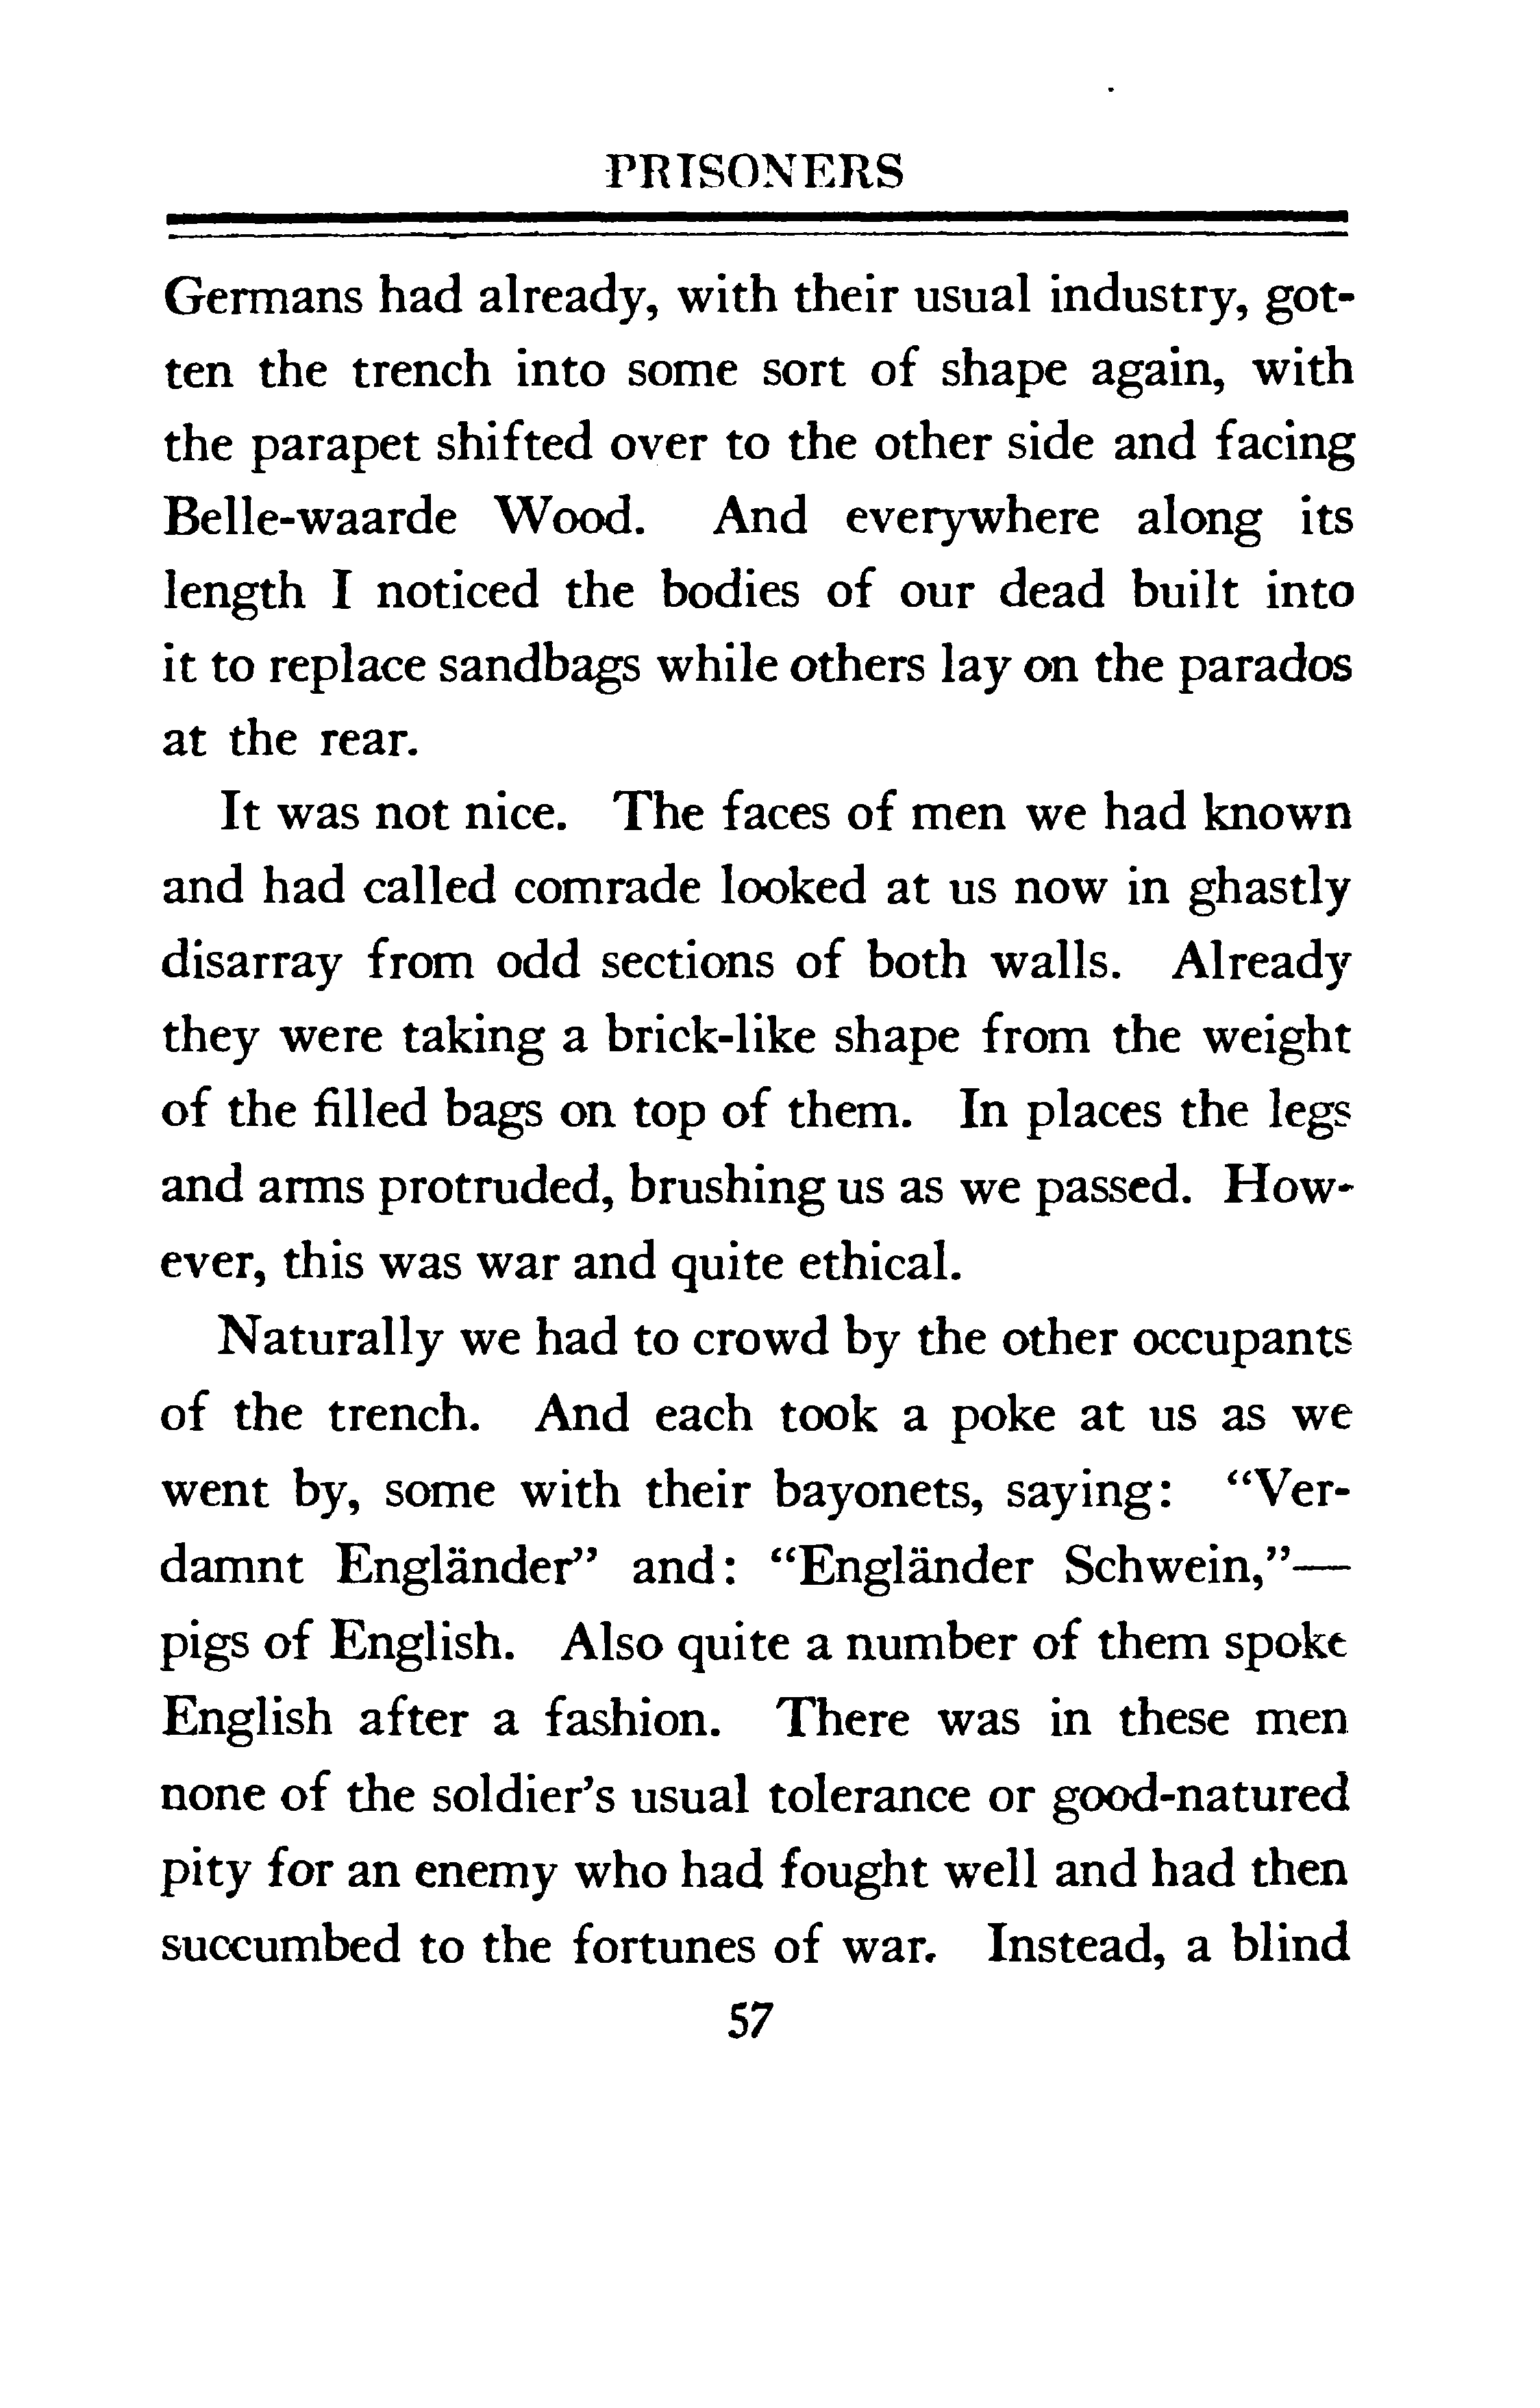 PRISONERS
Germans had already, with their usual industry, got-
ten the trench into some sort of shape again, with
the parapet shifted over to the other side and facing
Belle-waarde Wood. And everywhere along its
length I noticed the bodies of our dead built into
it to replace sandbags while others lay on the parados
at the rear.
It was not nice. The faces of men we had known
and had called comrade looked at us now in ghastly
disarray from odd sections of both walls. Already
they were taking a brick-like shape from the weight
of the filled bags on top of them. In places the legs
and arms protruded, brushing us as we passed. How-
ever, this was war and quite ethical.
Naturally we had to crowd by the other occupants
of the trench. And each took a poke at us as we
went by, some with their bayonets, saying: “Ver-
damnt Engländer” and: “Engländer Schwein,”—
pigs of English. Also quite a number of them spoke
English after a fashion. There was in these men
none of the soldier’s usual tolerance or good-natured
pity for an enemy who had fought well and had then
succumbed to the fortunes of war. Instead, a blind
57